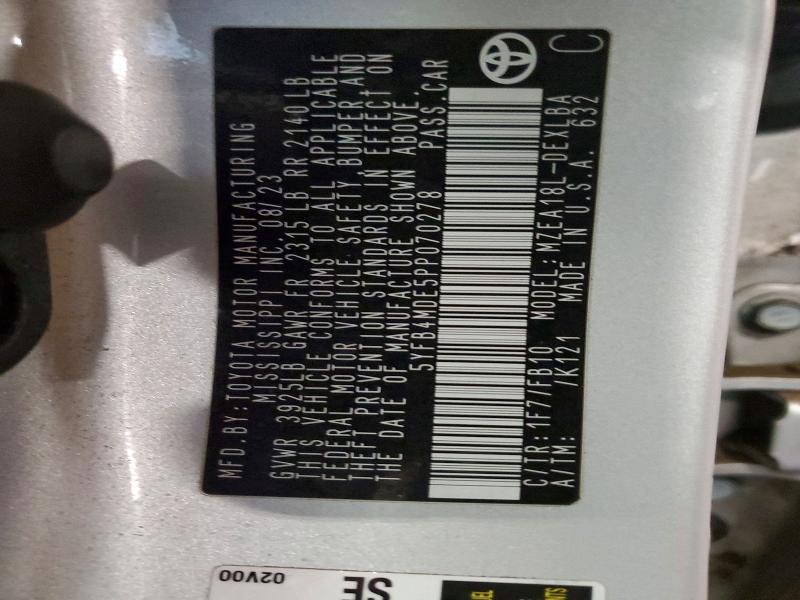 MFD.BY:TOYOTA MOTOR MANUFACTURING
MISSISSIPPI INC. 08/23
GVWR 3925LB GAWR FR 2315 LB RR 2140 LB
THIS VEHICLE CONFORMS TO ALL APPLICABLE
FEDERAL MOTOR VEHICLE SAFETY, BUMPER, AND
THEFT PREVENTION STANDARDS IN EFFECT ON
THE DATE OF MANUFACTURE SHOWN ABOVE.
5YFB4MDE5PP070278 PASS.CAR
C/TR:1F7/FB10 MODEL:MZEA18L-DEXLBA
A/TM: /K121 MADE IN U.S.A. 632
C
02V00
SE